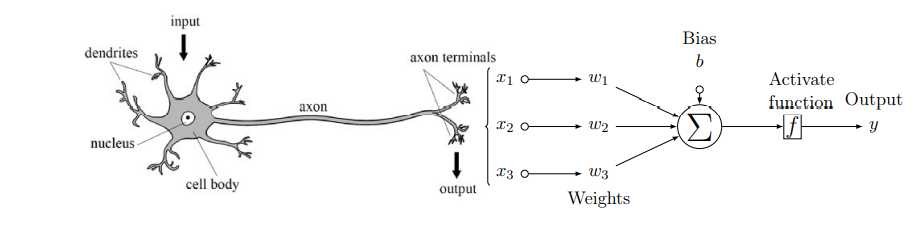 input
dendrites
nucleus
cell body
axon
axon terminals
output
x1 w1
x2 w2
x3 w3
Weights
Bias
b
∑
Activate
function
f
Output
y